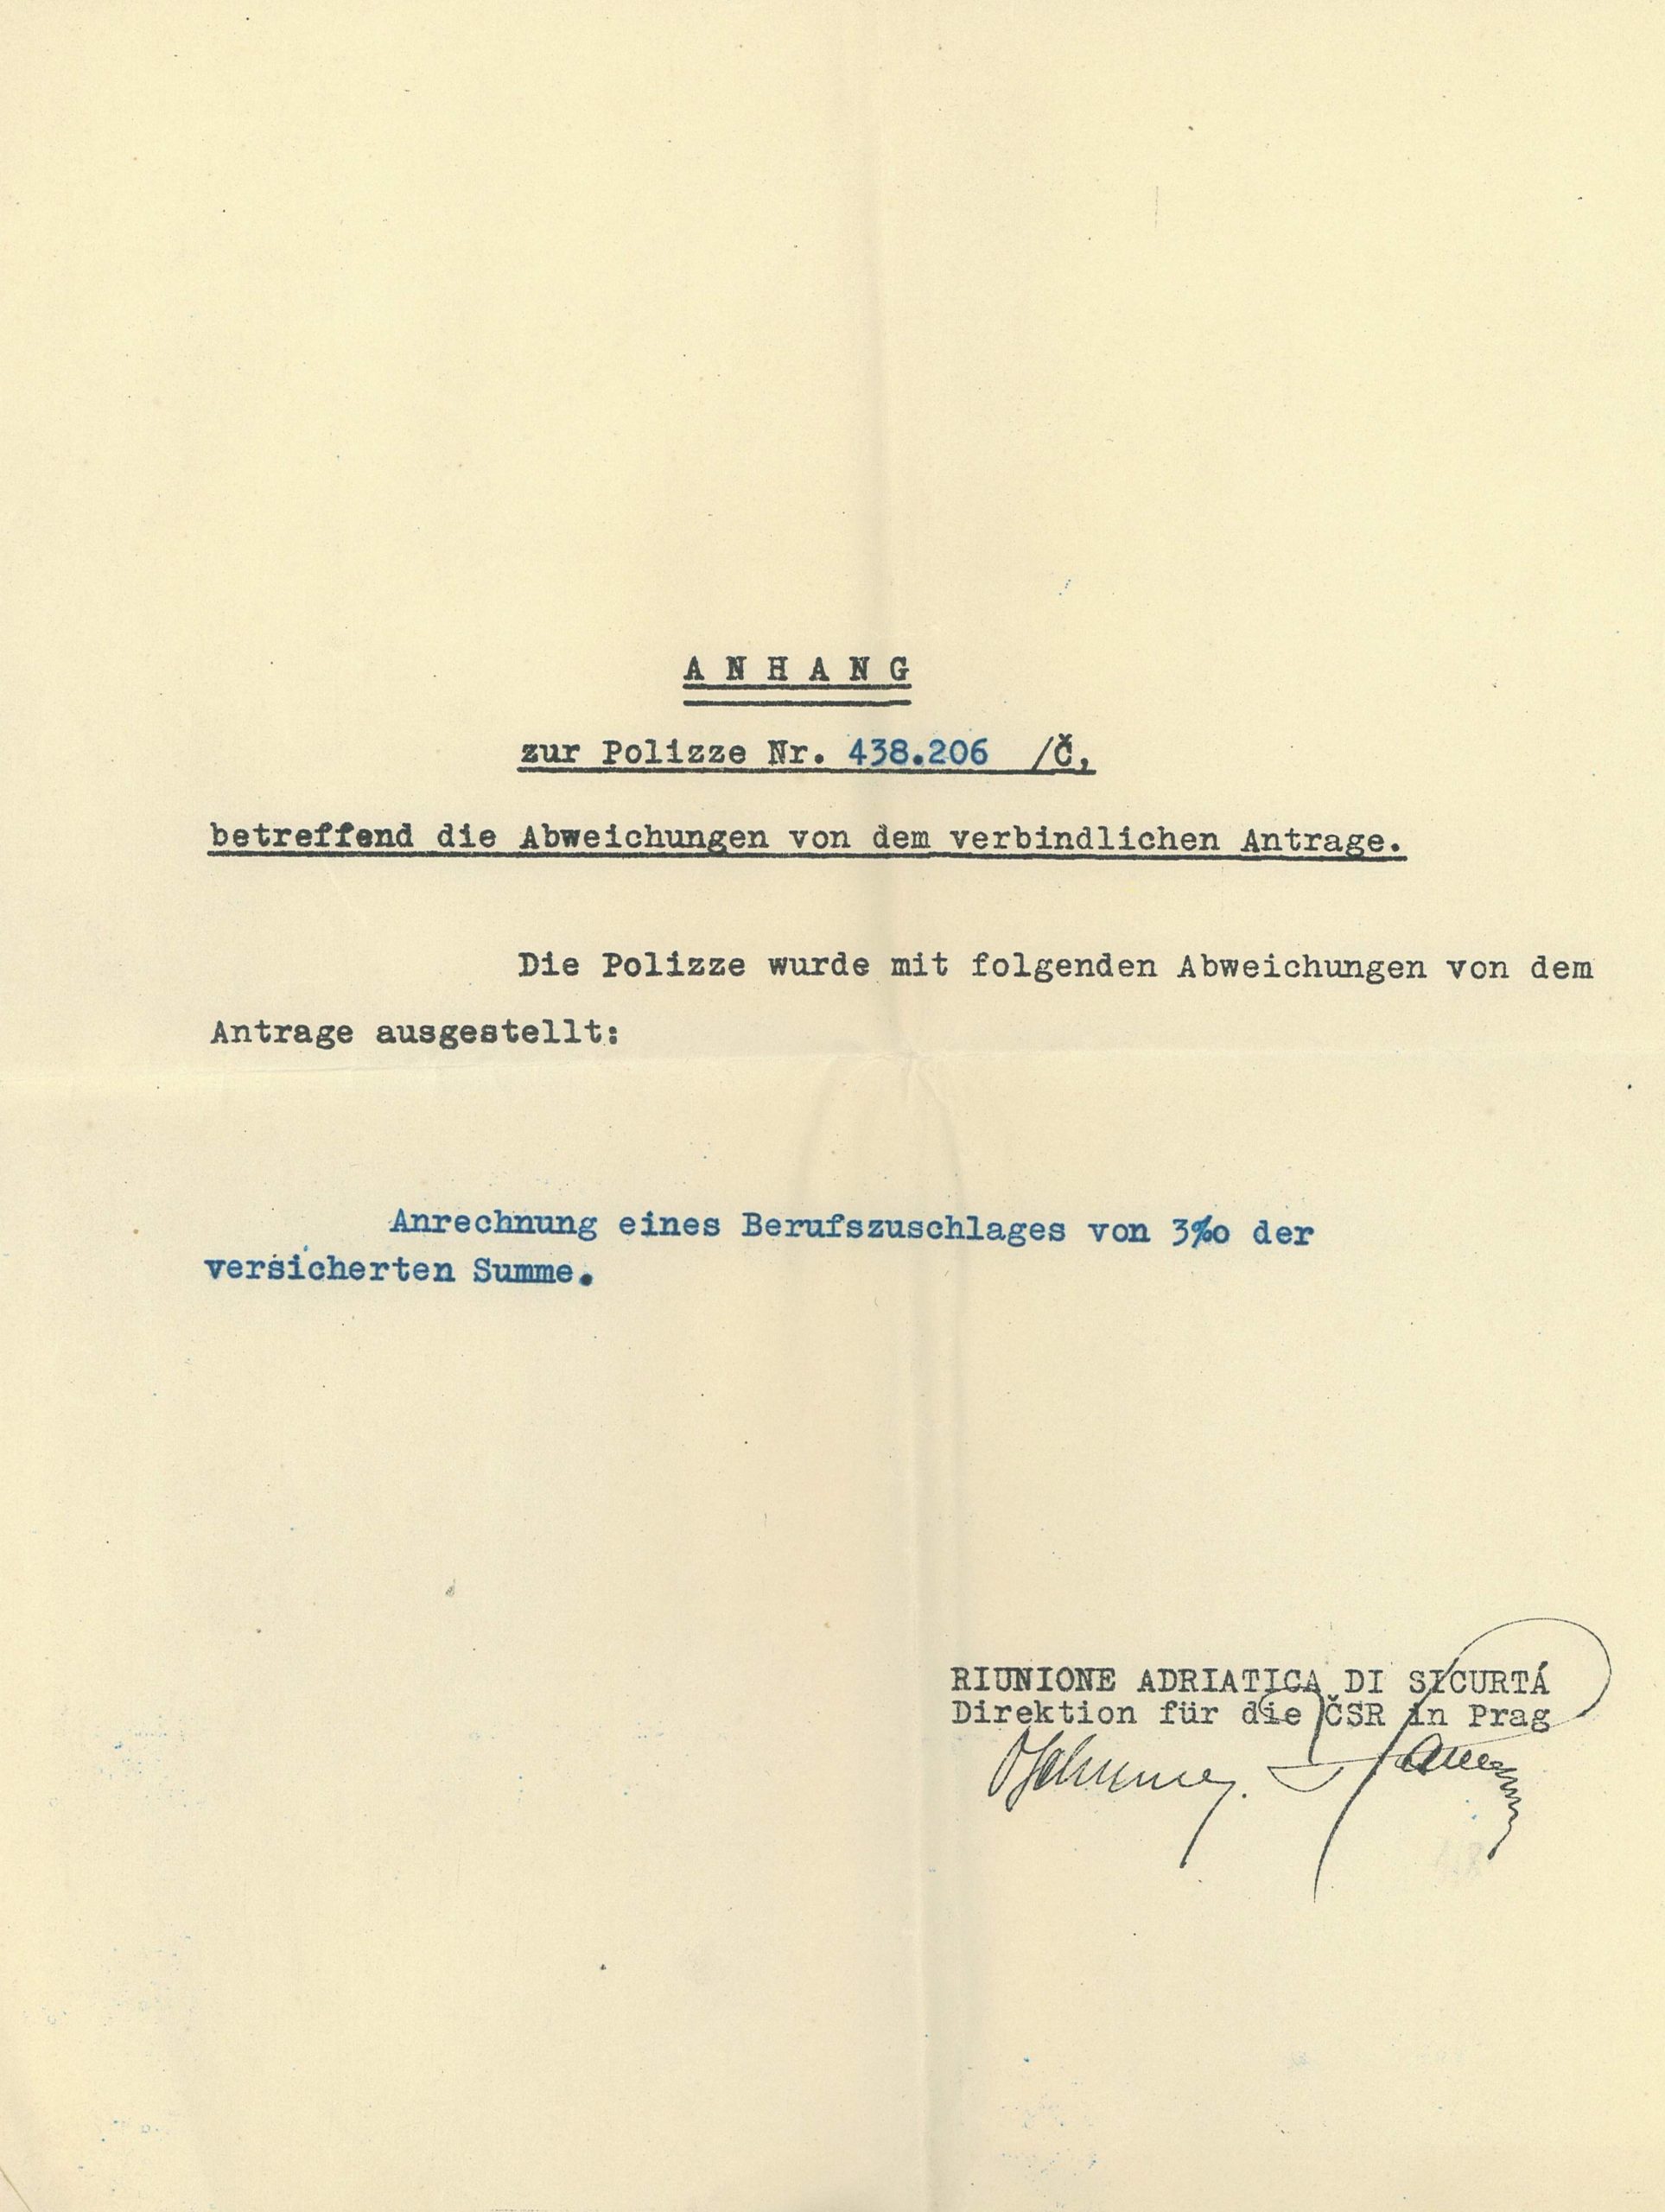 A N H A N G
zur Polizze Nr. 438.206 /Č,
betreffend die Abweichungen von dem verbindlichen Antrage.
Die Polizze wurde mit folgenden Abweichungen von dem
Antrage ausgestellt:
Anrechnung eines Berufszuschlages von 3‰ der
versicherten Summe.
RIUNIONE ADRIATICA DI SICURTÁ
Direktion für die ČSR in Prag